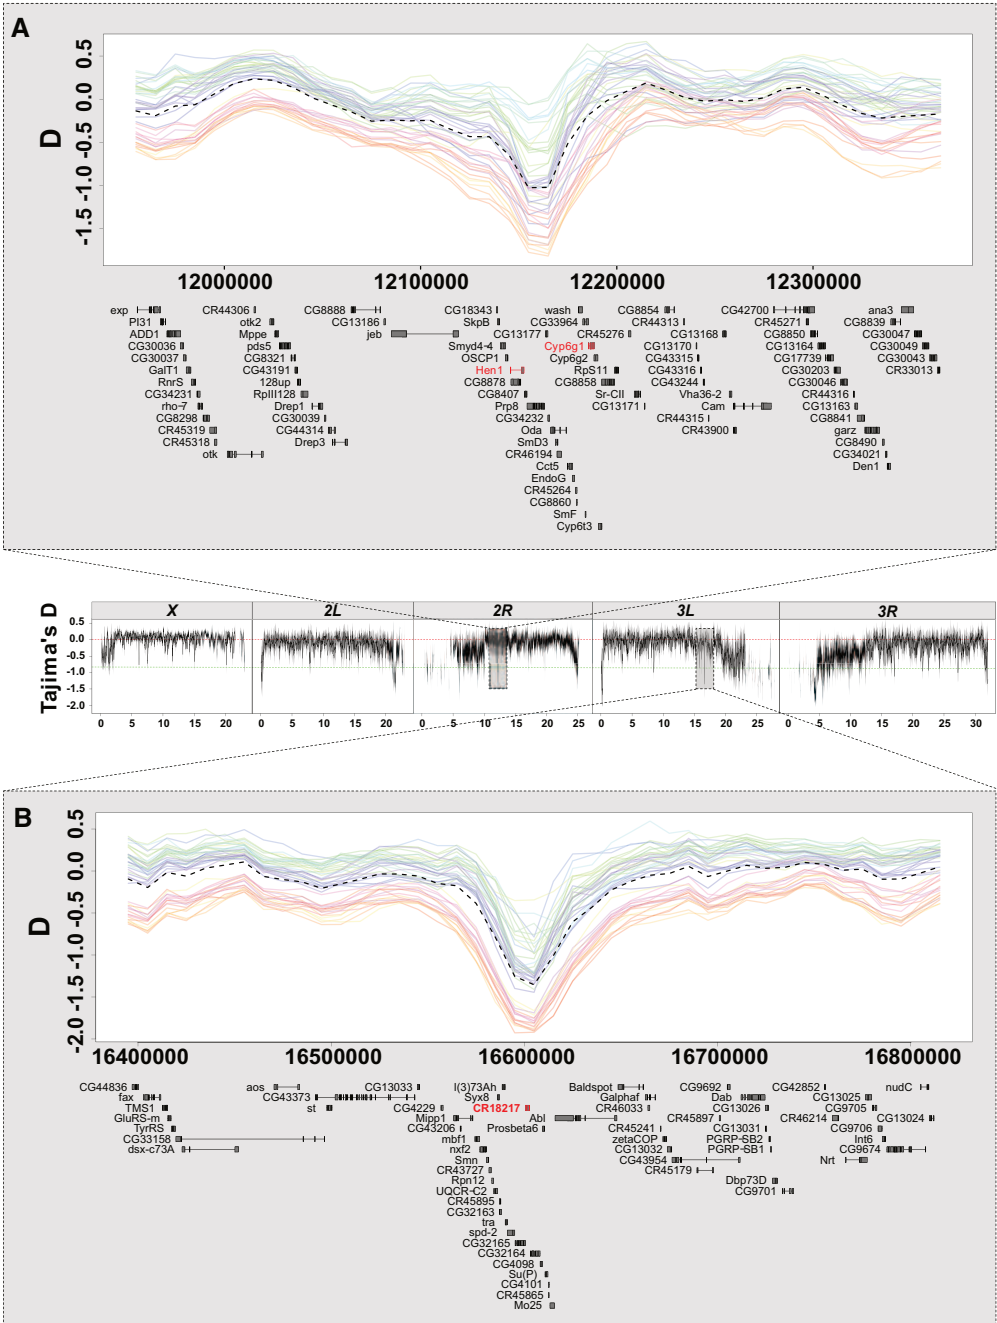 A
D
0.5
0.0
-0.5
-1.0
-1.5
12000000 12100000 12200000 12300000
exp CR44306 CG8888 CG18343 wash CG8854 CG42700 ana3
PI31 otk2 CG13186 SkpB CG33964 CR44313 CR45271 CG8839
ADD1 Mppe jeb CG13177 CR45276 CG13168 CG8850 CG30047
CG30036 pds5 Smyd4-4 Cyp6g1 CG13170 CG13164 CG30049
CG30037 CG8321 OSCP1 Cyp6g2 CG43315 CG17739 CG30043
GalT1 CG43191 Hen1 RpS11 CG43316 CG30203 CR33013
RnrS 128up CG8878 CG8858 CG43244 CG30046
CG34231 RpIII128 CG8407 Sr-CII Vha36-2 CR44316
rho-7 Drep1 Prp8 CG13171 Cam CG13163
CG8298 CG30039 CG34232 CR44315 CG8841
CR45319 CG44314 Oda CR43900 garz
CR45318 Drep3 SmD3 CG8490
otk CR46194 CG34021
Cct5 Den1
EndoG
CR45264
CG8860
SmF
Cyp6t3
Tajima's D
X 2L 2R 3L 3R
0.5
0.0
-0.5
-1.0
-1.5
-2.0
0 5 10 15 20 0 5 10 15 20 0 5 10 15 20 25 0 5 10 15 20 25 0 5 10 15 20 25 30
B
D
0.5
0.0
-0.5
-1.0
-1.5
-2.0
16400000 16500000 16600000 16700000 16800000
CG44836 aos CG13033 l(3)73Ah Baldspot CG9692 CG42852 nudC
fax CG43373 Syx8 Galphaf Dab CG13025
TMS1 st CG4229 CR18217 CG46033 CG13026 CG9705
GluRS-m Mipp1 Abl CR45897 CR46214 CG13024
TyrRS CG43206 Prosbeta6 CR45241 CG13031 CG9706
CG33158 mbf1 zetaCOP PGRP-SB2 Int6
dsx-c73A nxf2 CG13032 PGRP-SB1 CG9674
Smn CG43954 Nrt
CR43727 CR45179
Rpn12 Dbp73D
UQCR-C2 CG9701
CR45895
CG32163
tra
spd-2
CG32165
CG32164
CG4098
Su(P)
CG4101
CR45865
Mo25